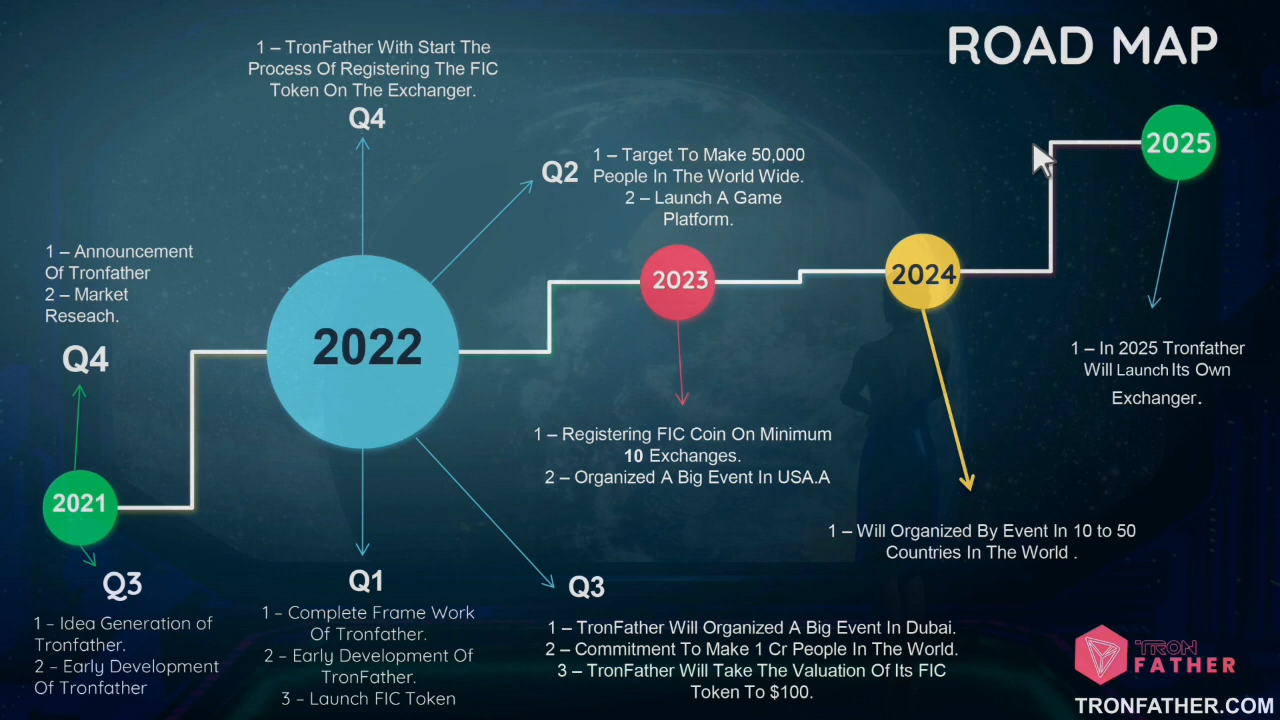 ROAD MAP
1 – TronFather With Start The
Process Of Registering The FIC
Token On The Exchanger.
Q4
Q2
1 – Target To Make 50,000
People In The World Wide.
2 – Launch A Game
Platform.
2025
1 – Announcement
Of Tronfather
2 – Market
Reseach.
Q4
2022
2023
2024
1 – In 2025 Tronfather
Will Launch Its Own
Exchanger.
1 – Registering FIC Coin On Minimum
10 Exchanges.
2 – Organized A Big Event In USA.A
2021
1 – Will Organized By Event In 10 to 50
Countries In The World .
Q3
1 – Idea Generation of
Tronfather.
2 – Early Development
Of Tronfather
Q1
1 – Complete Frame Work
Of Tronfather.
2 – Early Development Of
TronFather.
3 – Launch FIC Token
Q3
1 – TronFather Will Organized A Big Event In Dubai.
2 – Commitment To Make 1 Cr People In The World.
3 – TronFather Will Take The Valuation Of Its FIC
Token To $100.
TRON
FATHER
TRONFATHER.COM